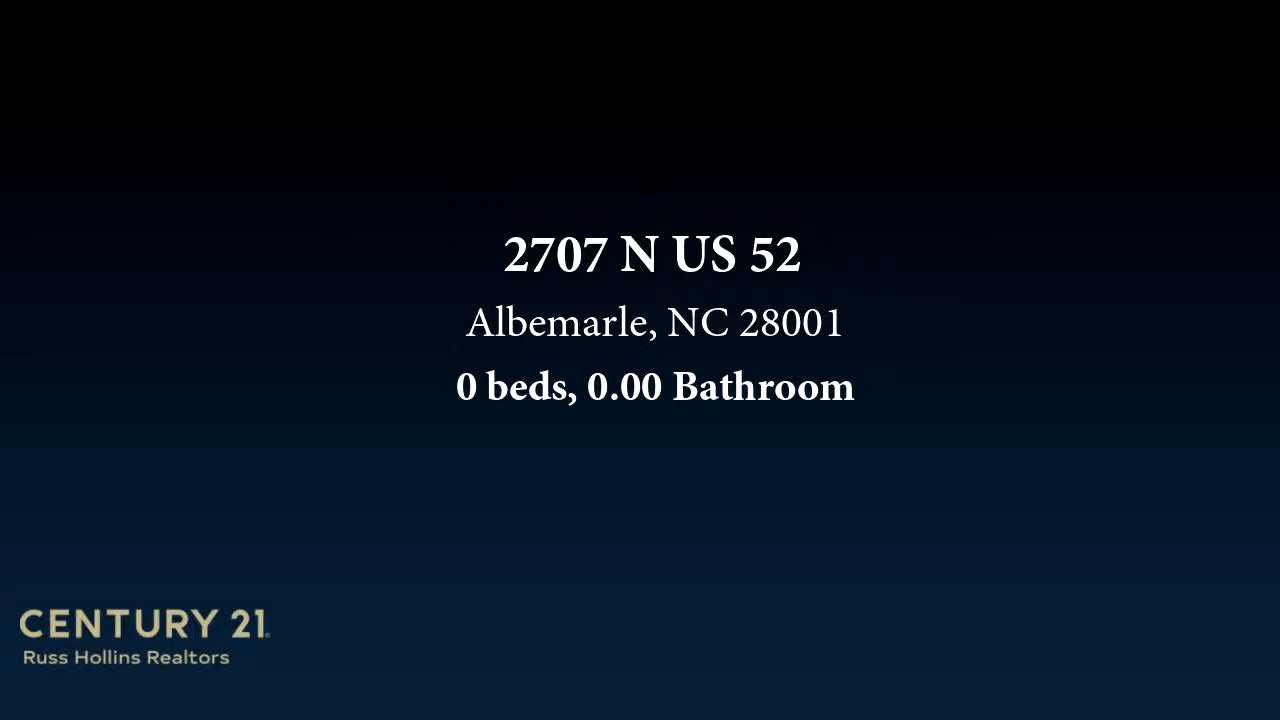 2707 N US 52
Albemarle, NC 28001
0 beds, 0.00 Bathroom
CENTURY 21®
Russ Hollins Realtors